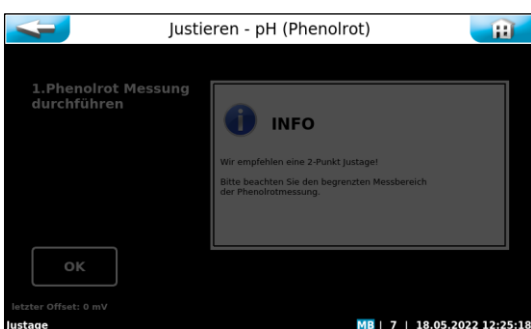 Justieren - pH (Phenolrot)
1.Phenolrot Messung
durchführen
INFO
Wir empfehlen eine 2-Punkt Justage!
Bitte beachten Sie den begrenzten Messbereich
der Phenolrotmessung.
OK
letzter Offset: 0 mV
Justage
MB | 7 | 18.05.2022 12:25:18